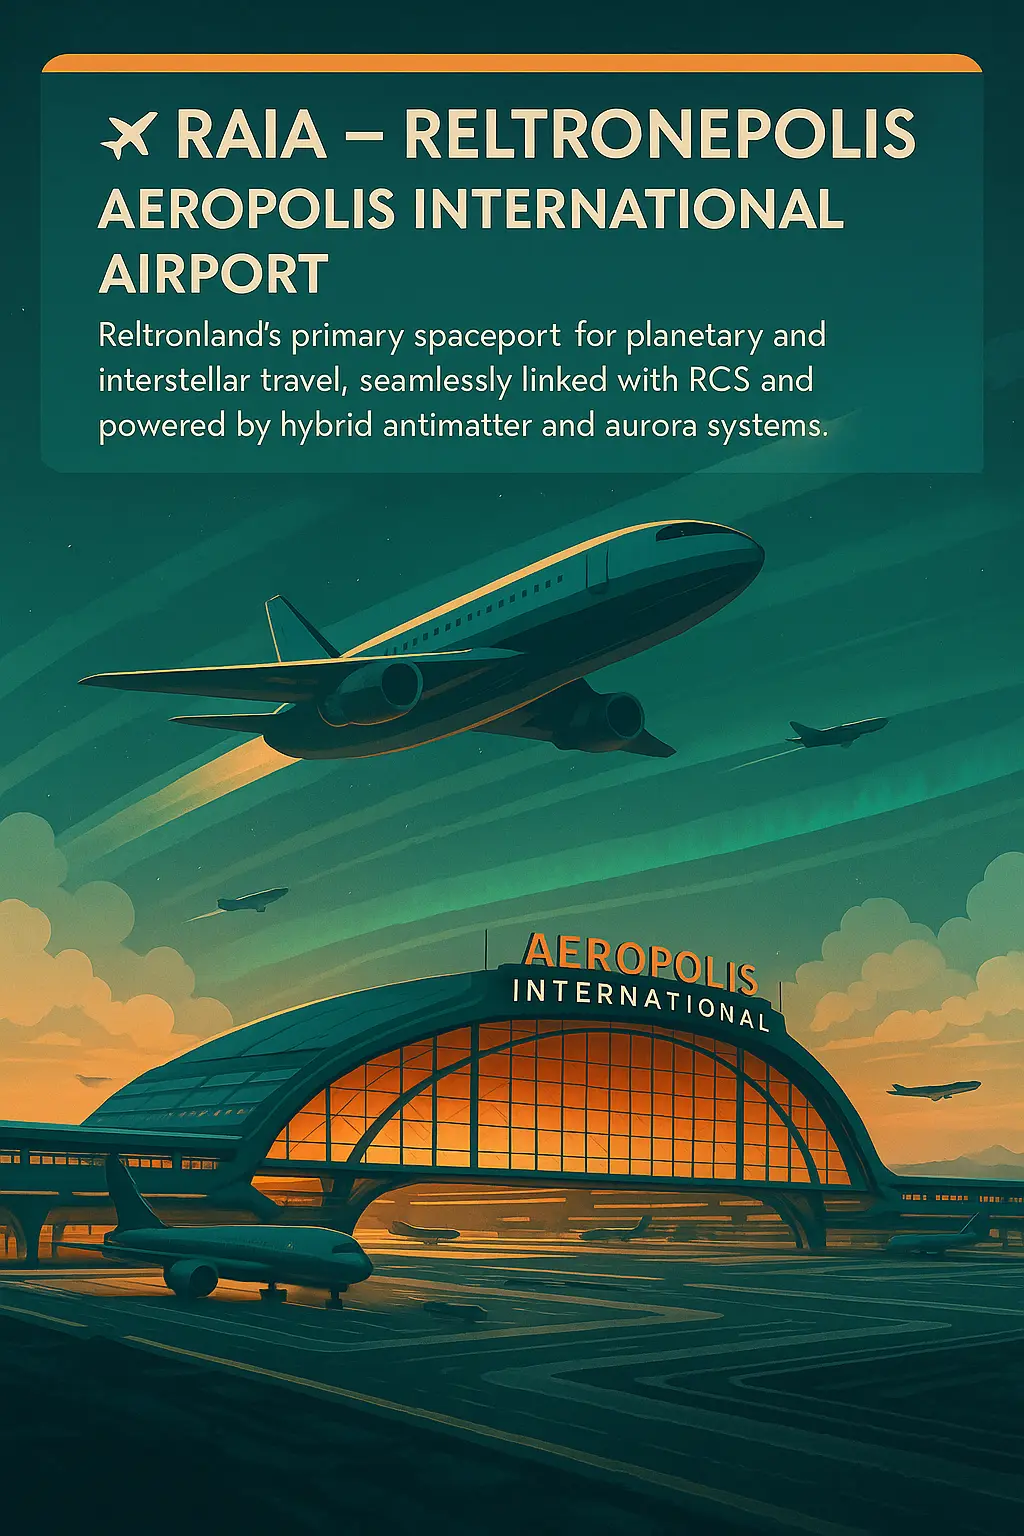 RAIA – RELTRONEPOLIS
AEROPOLIS INTERNATIONAL
AIRPORT
Reltronland's primary spaceport for planetary and
interstellar travel, seamlessly linked with RCS and
powered by hybrid antimatter and aurora systems.
AEROPOLIS
INTERNATIONAL